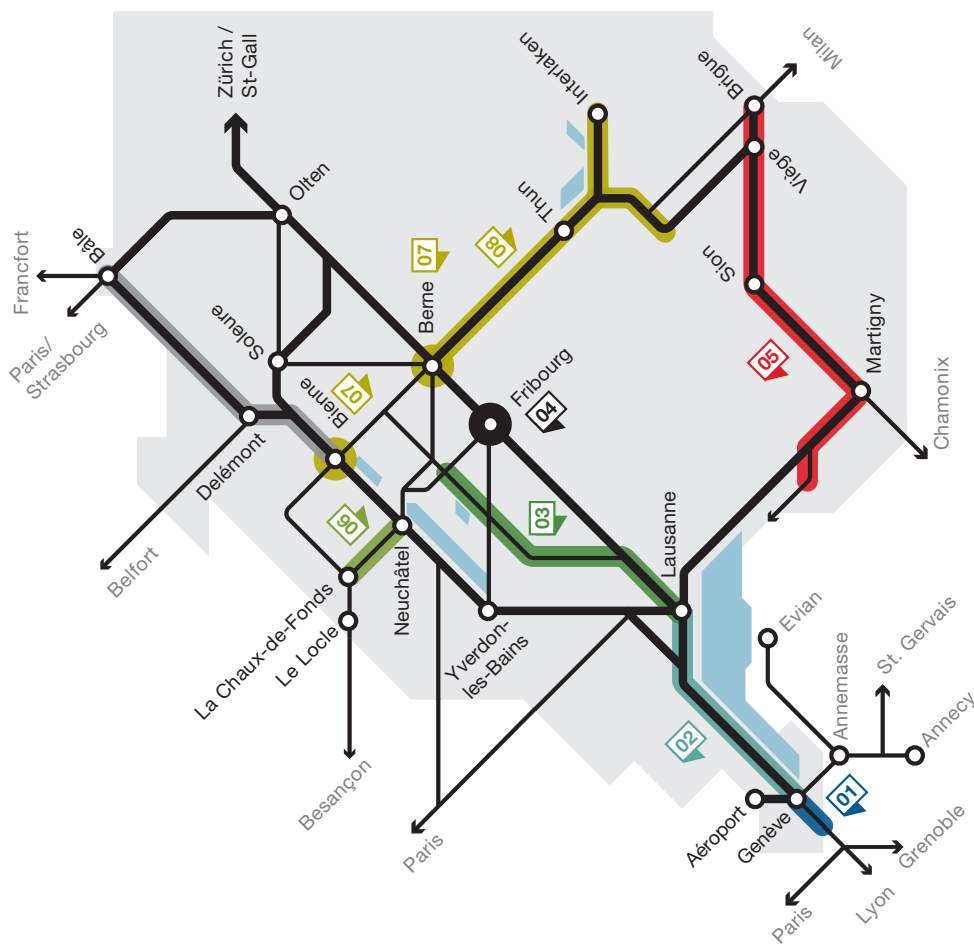 Zürich /
St-Gall
Interlaken
Brigue
Milan
Viège
Olten
Thun
08
07
Bâle
Francfort
Paris/
Strasbourg
Soleure
Berne
Sion
Bienne
07
Fribourg
04
05
Martigny
Chamonix
Delémont
Belfort
06
03
Lausanne
La Chaux-de-Fonds
Le Locle
Neuchâtel
Yverdon-
les-Bains
Evian
Annemasse
St. Gervais
Annecy
02
Besançon
Paris
Aéroport
Genève
01
Grenoble
Lyon
Paris